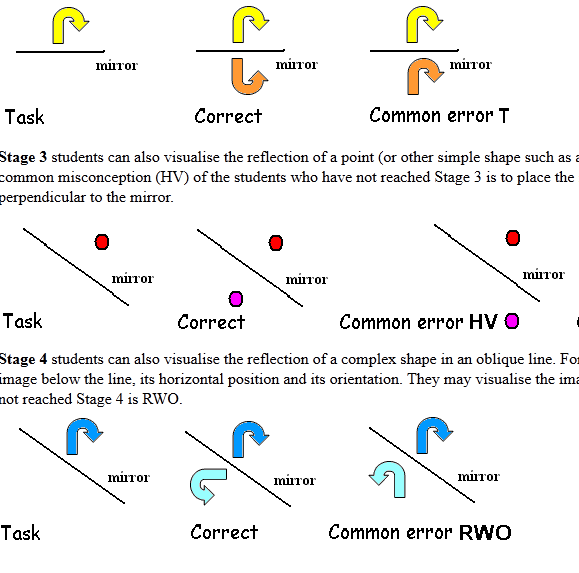 mirror mirror mirror
Task Correct Common error T
Stage 3 students can also visualise the reflection of a point (or other simple shape such as a
common misconception (HV) of the students who have not reached Stage 3 is to place the
perpendicular to the mirror.
mirror mirror mirror
Task Correct Common error HV
Stage 4 students can also visualise the reflection of a complex shape in an oblique line. For
image below the line, its horizontal position and its orientation. They may visualise the ima
not reached Stage 4 is RWO.
mirror mirror mirror
Task Correct Common error RWO